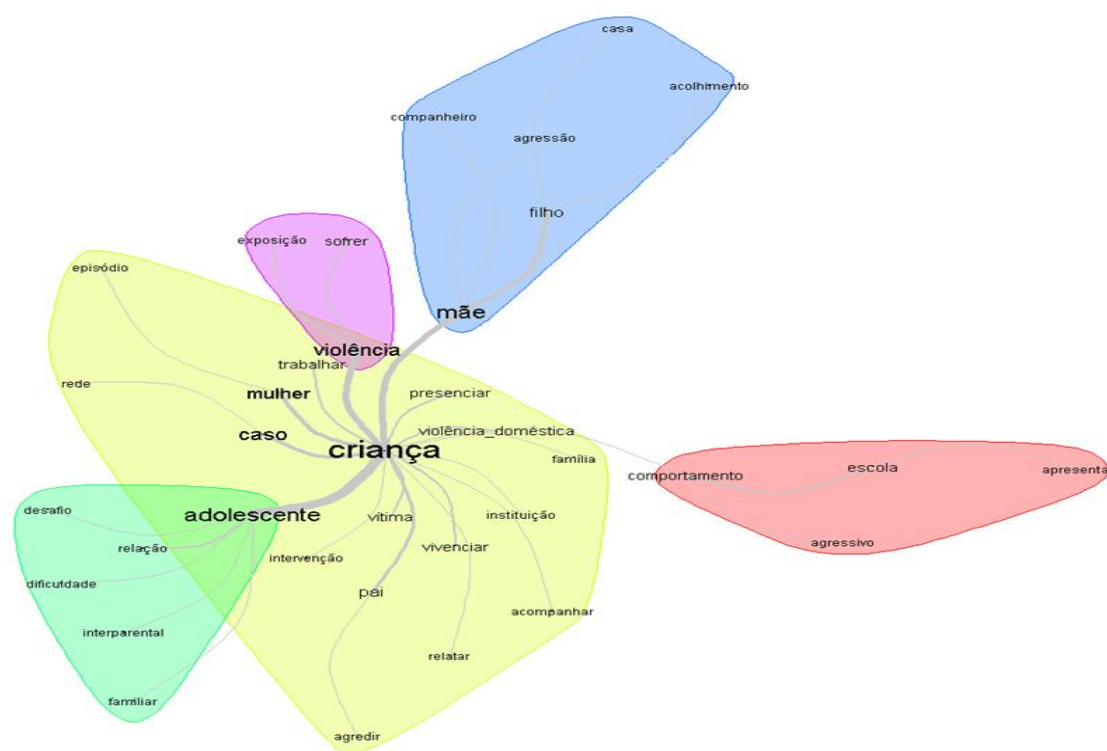 casa
acolhimento
companheiro
agressão
filho
exposição
sofrer
episódio
mãe
violência
trabalhar
rede
mulher
presenciar
caso
violência_doméstica
criança
família
comportamento
escola
apresenta
desafio
adolescente
vítima
instituição
relação
vivenciar
agressivo
intervenção
dificuldade
pai
acompanhar
interparental
relatar
familiar
agredir